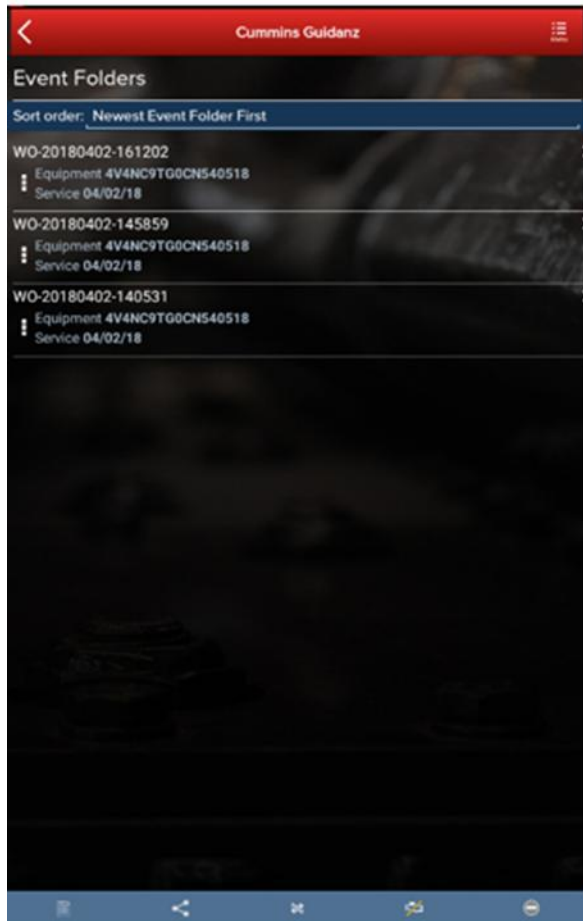 Cummins Guidanz
Menu
Event Folders
Sort order: Newest Event Folder First
WO-20180402-161202
Equipment 4V4NC9TG0CN540518
Service 04/02/18
WO-20180402-145859
Equipment 4V4NC9TG0CN540518
Service 04/02/18
WO-20180402-140531
Equipment 4V4NC9TG0CN540518
Service 04/02/18